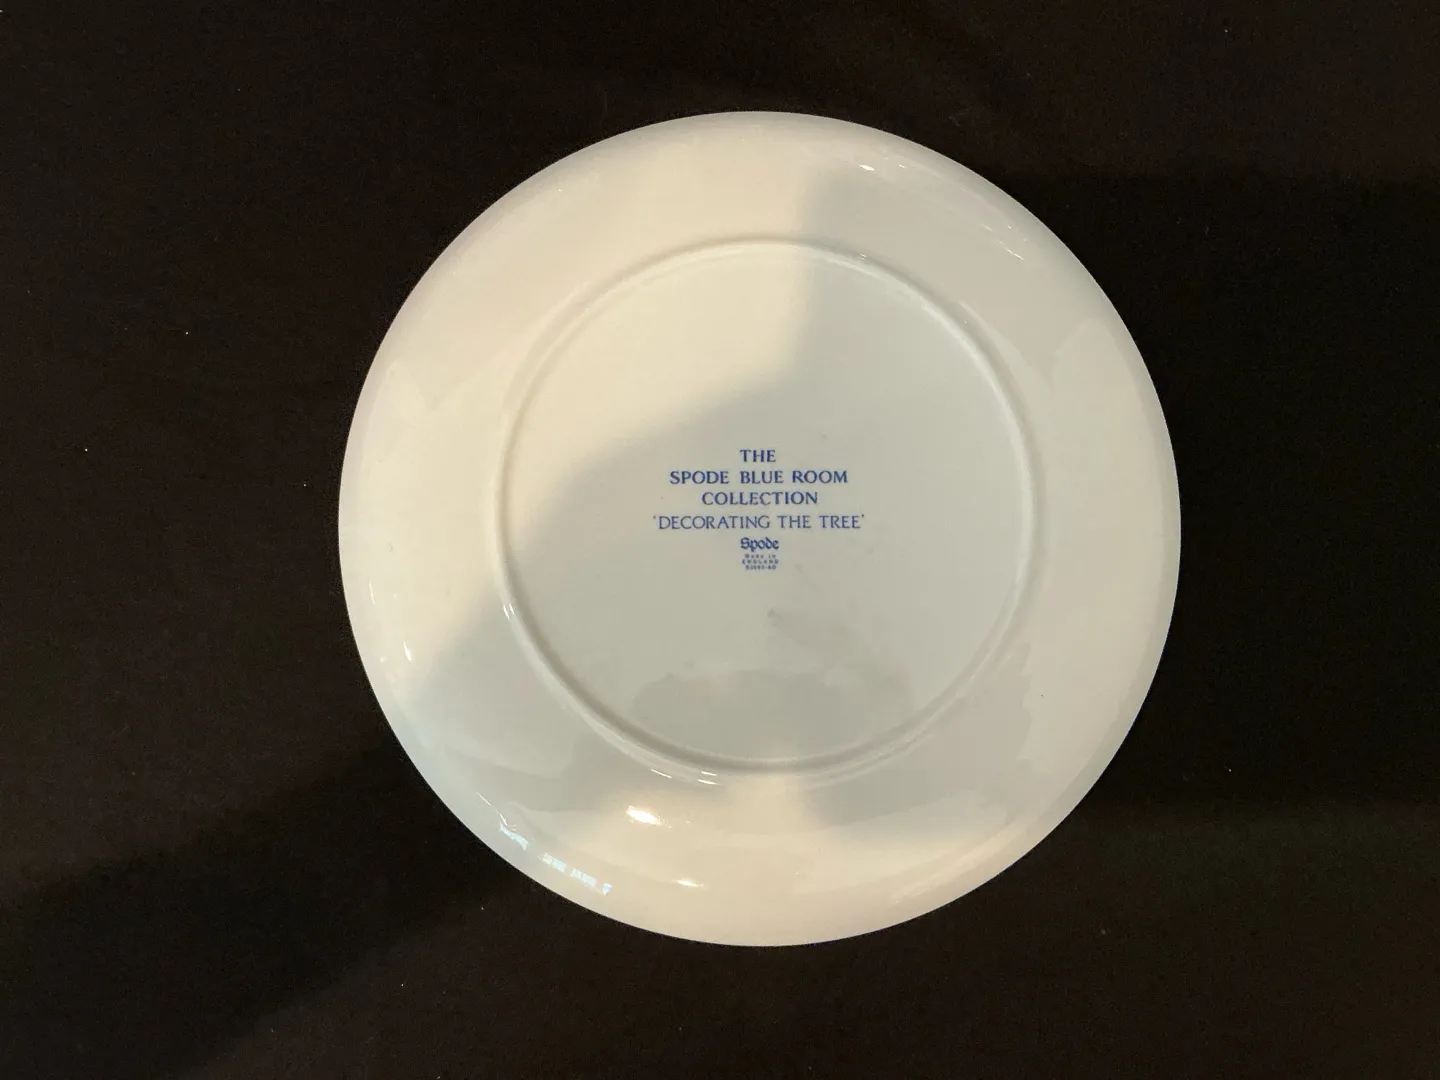 THE
SPODE BLUE ROOM
COLLECTION
'DECORATING THE TREE'
Spode
MADE IN
ENGLAND